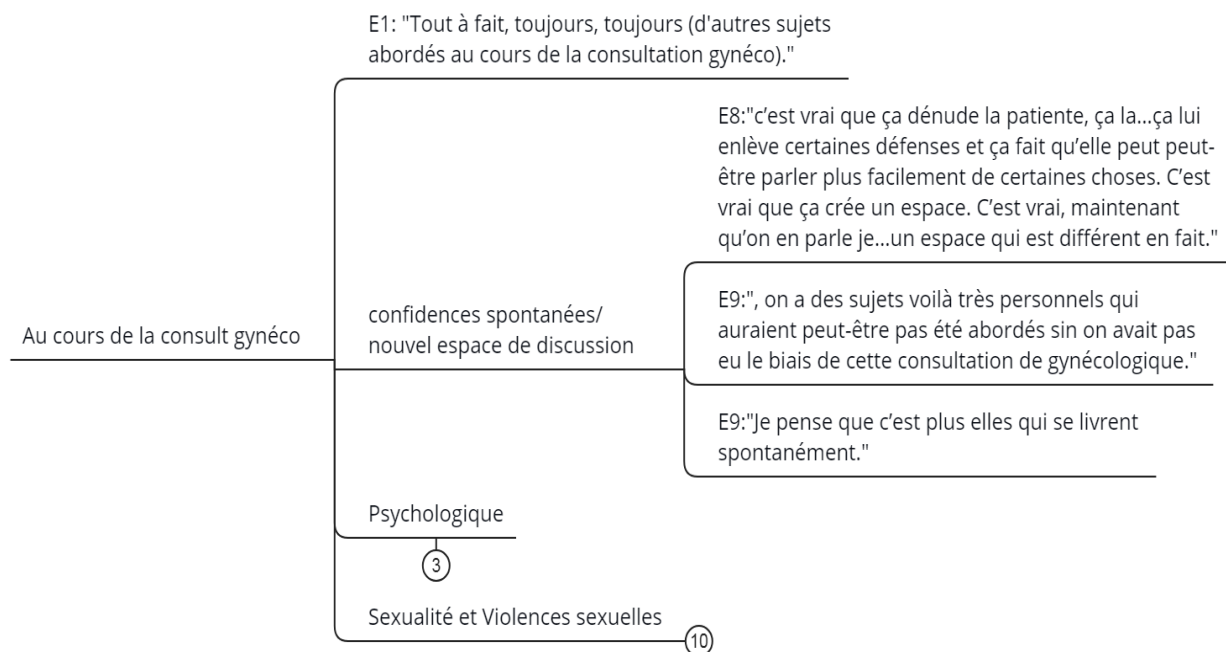 E1: "Tout à fait, toujours, toujours (d'autres sujets
abordés au cours de la consultation gynéco)."
E8:"c’est vrai que ça dénude la patiente, ça la...ça lui
enlève certaines défenses et ça fait qu’elle peut peut-
être parler plus facilement de certaines choses. C’est
vrai que ça crée un espace. C’est vrai, maintenant
qu’on en parle je...un espace qui est différent en fait."
Au cours de la consult gynéco
confidences spontanées/
nouvel espace de discussion
E9:", on a des sujets voilà très personnels qui
auraient peut-être pas été abordés sin on avait pas
eu le biais de cette consultation de gynécologique."
E9:"Je pense que c’est plus elles qui se livrent
spontanément."
Psychologique
3
Sexualité et Violences sexuelles
10